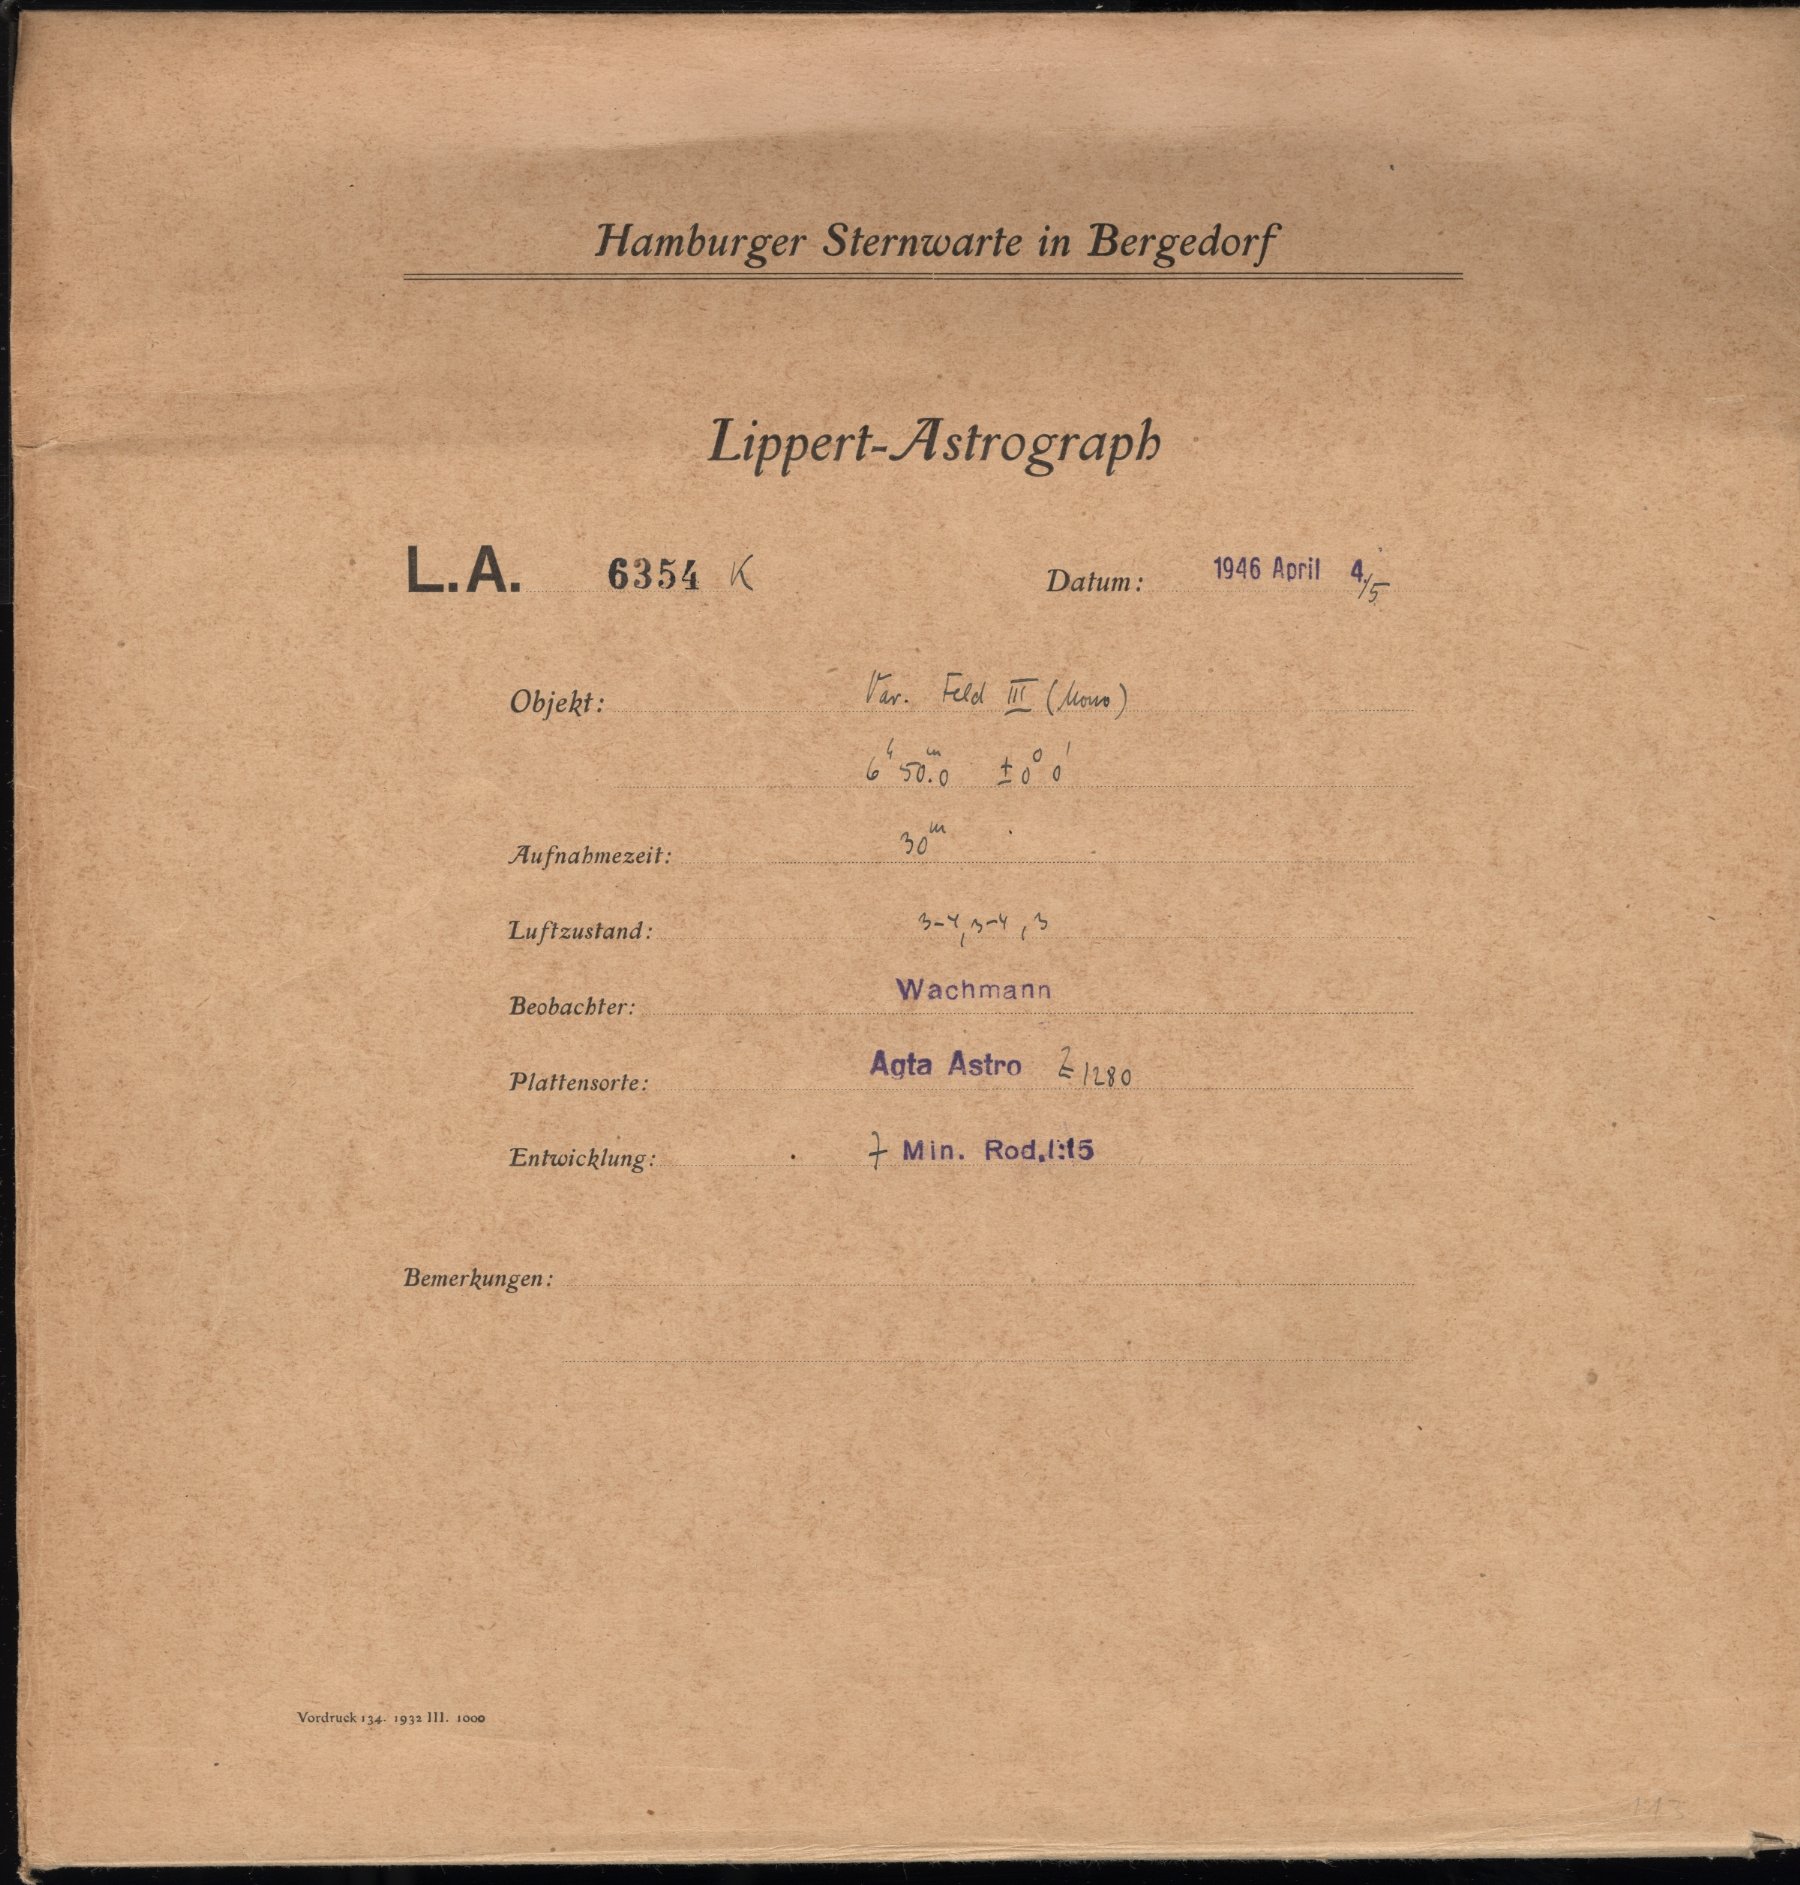 Hamburger Sternwarte in Bergedorf
Lippert-Astrograph
L.A. 6354 K Datum: 1946 April 4./5
Objekt: Var. Feld III (Mono)
6ʰ 50.ᵐ0 ±0° 0'
Aufnahmezeit: 30ᵐ
Luftzustand: 3-4, 3-4, 3
Beobachter: Wachmann
Plattensorte: Agfa Astro Z 1280
Entwicklung: 7 Min. Rod. 1:15
Bemerkungen:
Vordruck 134. 1932 III. 1000